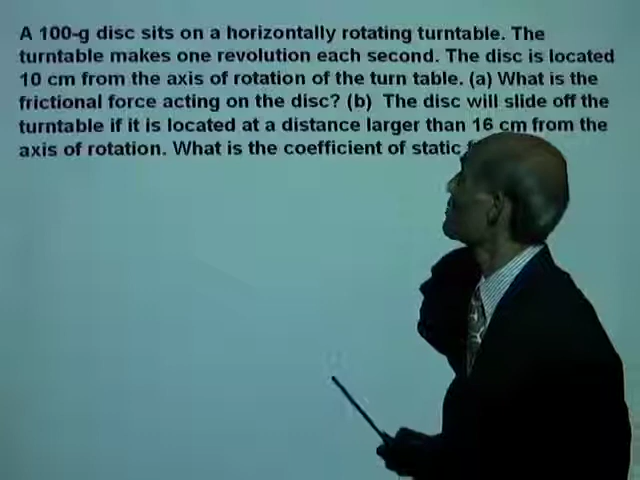 A 100-g disc sits on a horizontally rotating turntable. The
turntable makes one revolution each second. The disc is located
10 cm from the axis of rotation of the turn table. (a) What is the
frictional force acting on the disc? (b) The disc will slide off the
turntable if it is located at a distance larger than 16 cm from the
axis of rotation. What is the coefficient of static